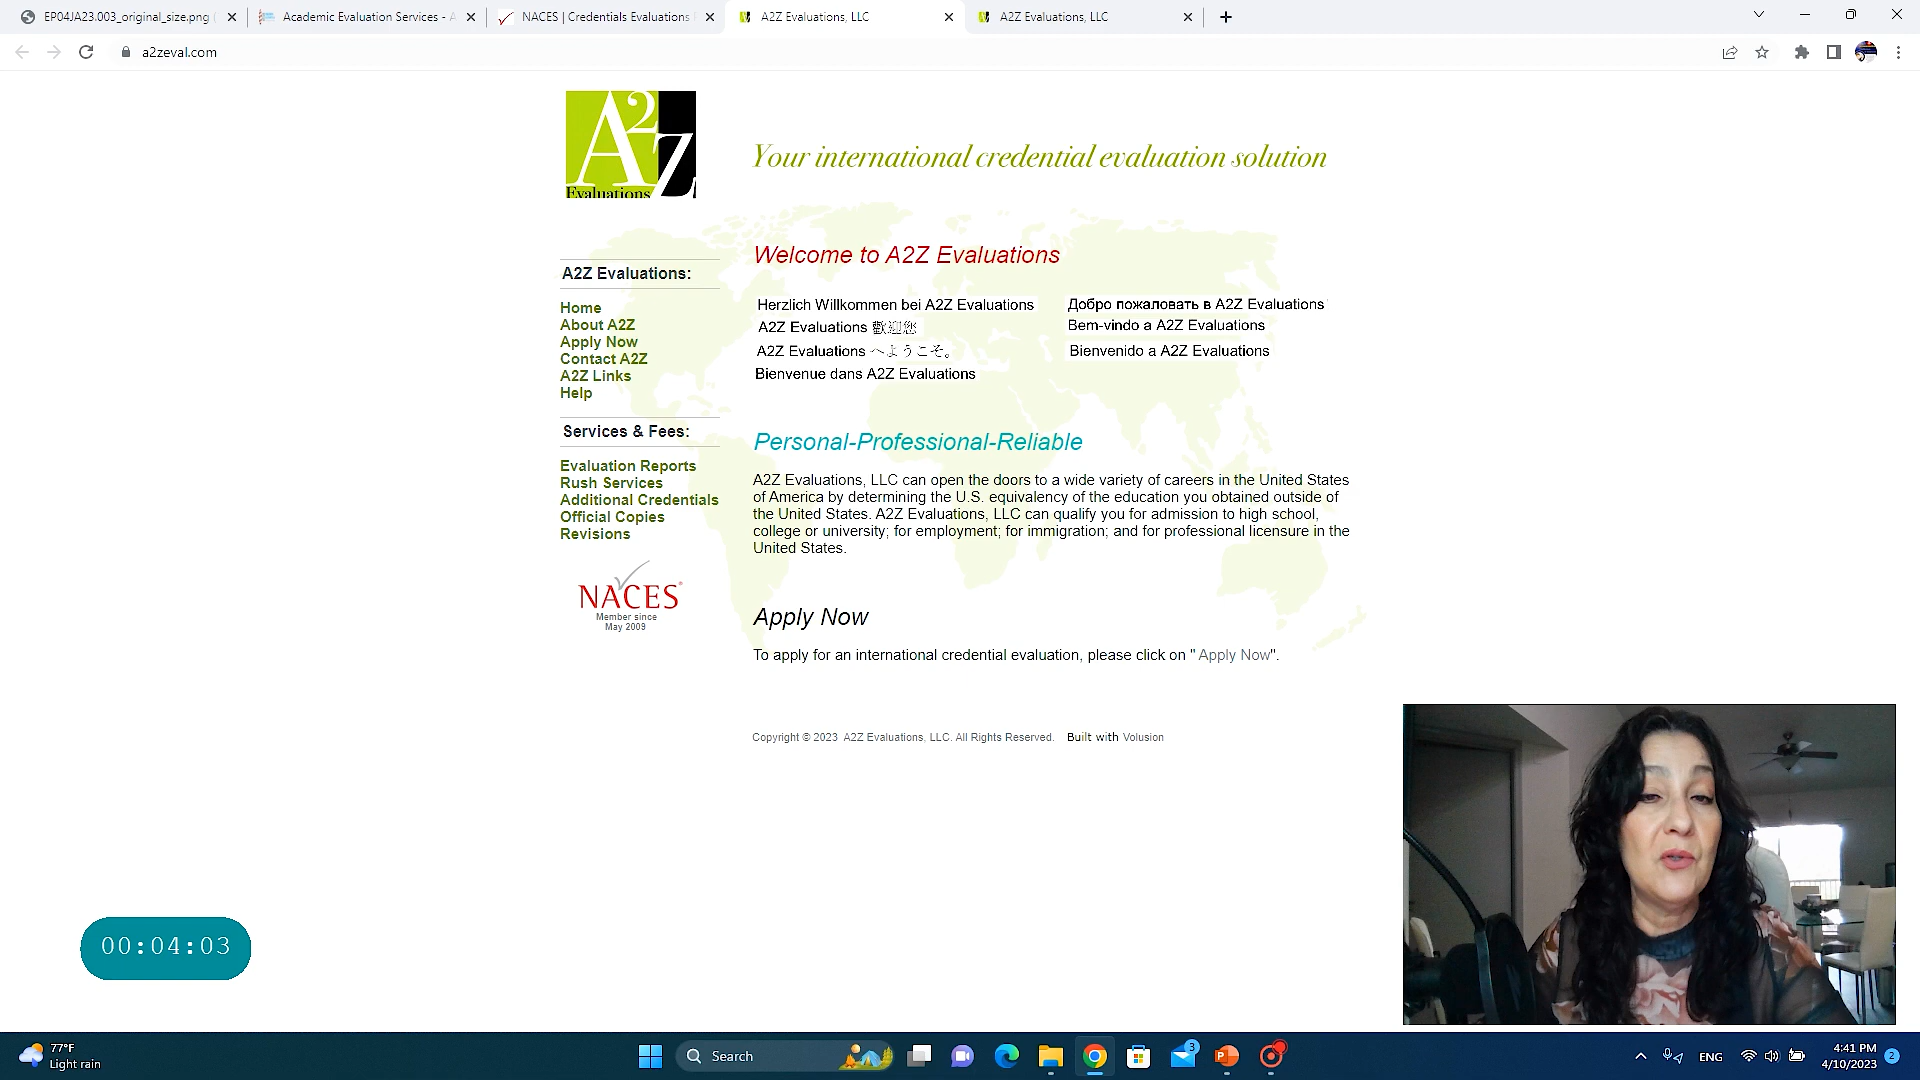 EP04JA23.003_original_size.png
Academic Evaluation Services - A
NACES | Credentials Evaluations
A2Z Evaluations, LLC
A2Z Evaluations, LLC
a2zeval.com
A2Z
Evaluations
Your international credential evaluation solution
A2Z Evaluations:
Home
About A2Z
Apply Now
Contact A2Z
A2Z Links
Help
Services & Fees:
Evaluation Reports
Rush Services
Additional Credentials
Official Copies
Revisions
NACES
Member since
May 2009
Welcome to A2Z Evaluations
Herzlich Willkommen bei A2Z Evaluations
Добро пожаловать в A2Z Evaluations
A2Z Evaluations 歡迎您
Bem-vindo a A2Z Evaluations
A2Z Evaluations へようこそ。
Bienvenido a A2Z Evaluations
Bienvenue dans A2Z Evaluations
Personal-Professional-Reliable
A2Z Evaluations, LLC can open the doors to a wide variety of careers in the United States
of America by determining the U.S. equivalency of the education you obtained outside of
the United States. A2Z Evaluations, LLC can qualify you for admission to high school,
college or university; for employment; for immigration; and for professional licensure in the
United States.
Apply Now
To apply for an international credential evaluation, please click on "Apply Now".
Copyright © 2023 A2Z Evaluations, LLC. All Rights Reserved. Built with Volusion
00:04:03
77°F
Light rain
Search
3
ENG
4:41 PM
4/10/2023
2